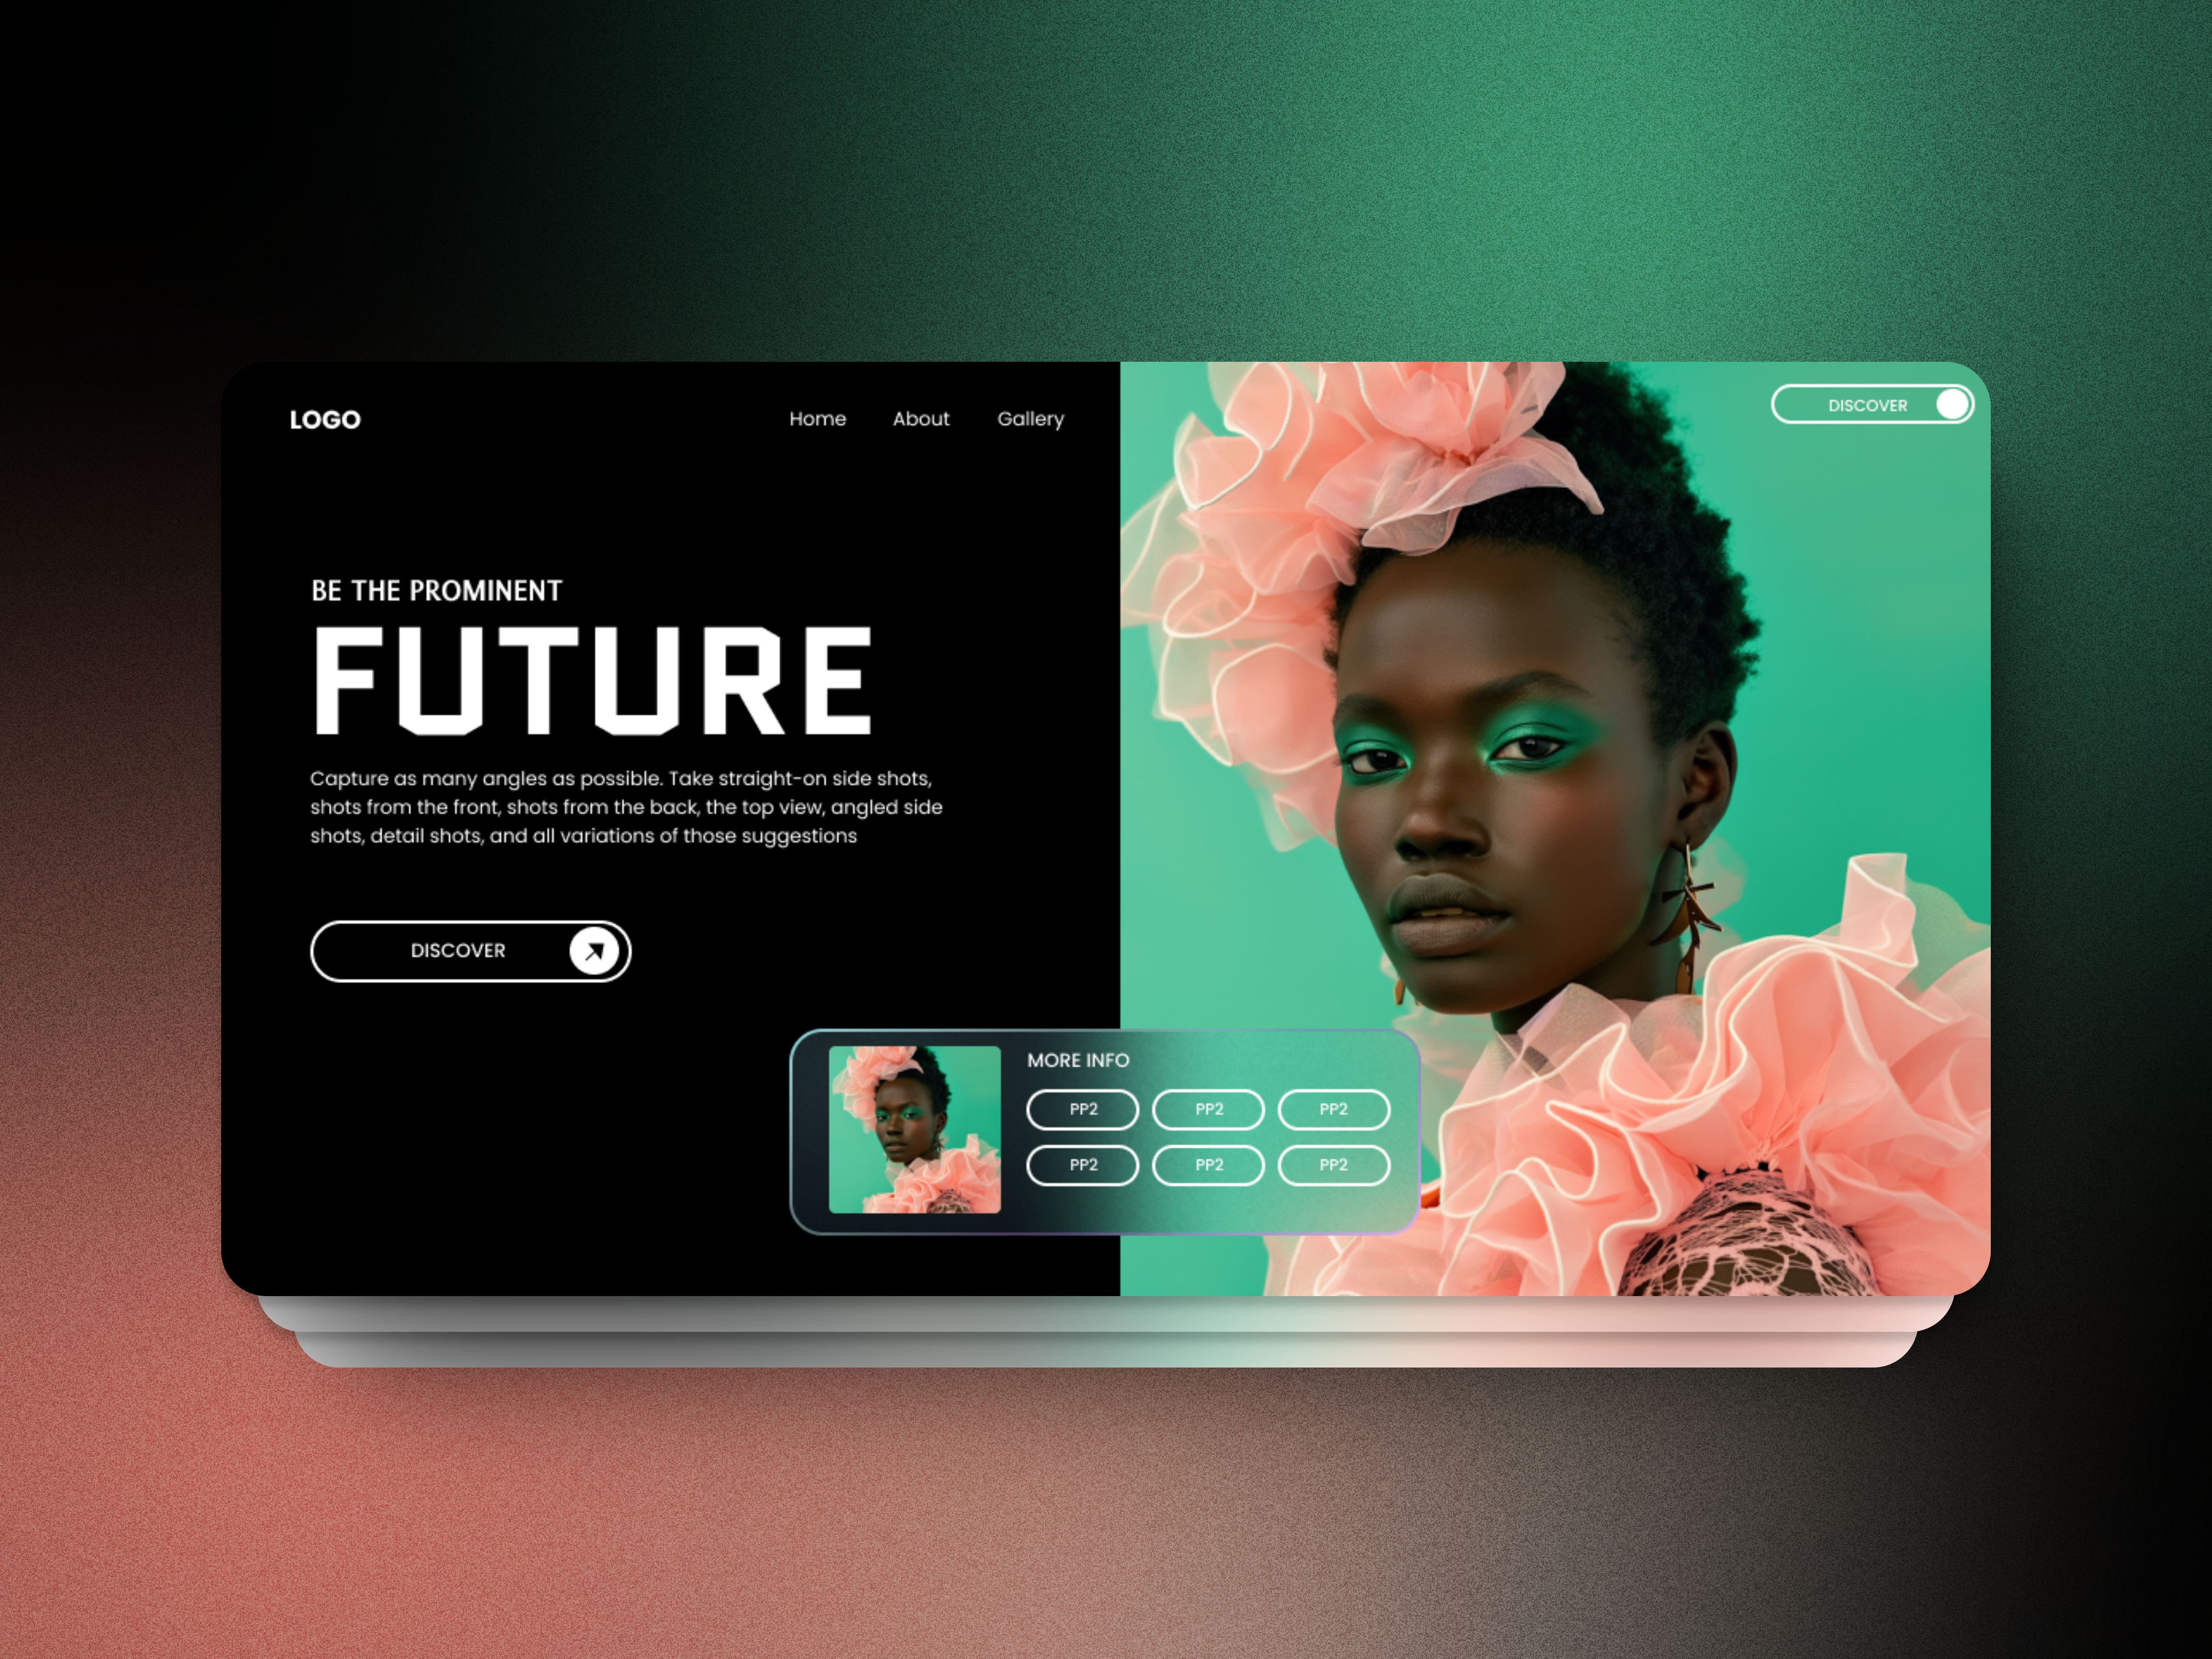 LOGO
Home About Gallery
DISCOVER
BE THE PROMINENT
FUTURE
Capture as many angles as possible. Take straight-on side shots,
shots from the front, shots from the back, the top view, angled side
shots, detail shots, and all variations of those suggestions
DISCOVER
MORE INFO
PP2 PP2 PP2
PP2 PP2 PP2